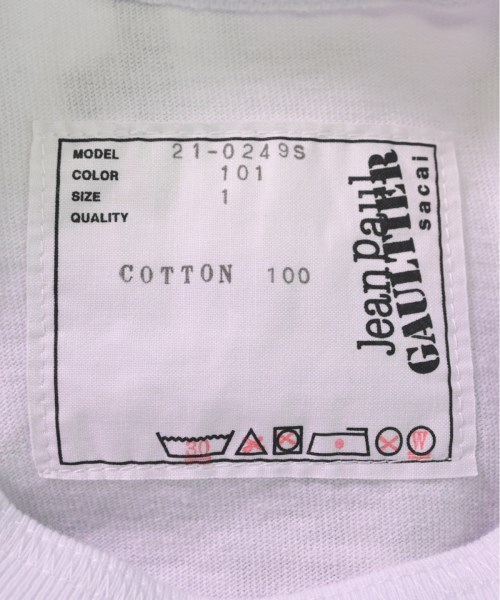 MODEL 21-0249S
COLOR 101
SIZE 1
QUALITY
COTTON 100
Jean Paul
GAULTIER
sacai
30
W